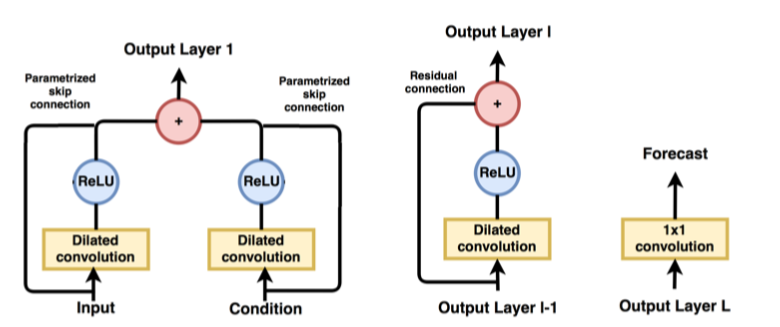 Output Layer 1
Parametrized
skip
connection
Parametrized
skip
connection
+
ReLU
ReLU
Dilated
convolution
Dilated
convolution
Input
Condition
Output Layer l
Residual
connection
+
ReLU
Dilated
convolution
Output Layer l-1
Forecast
1x1
convolution
Output Layer L